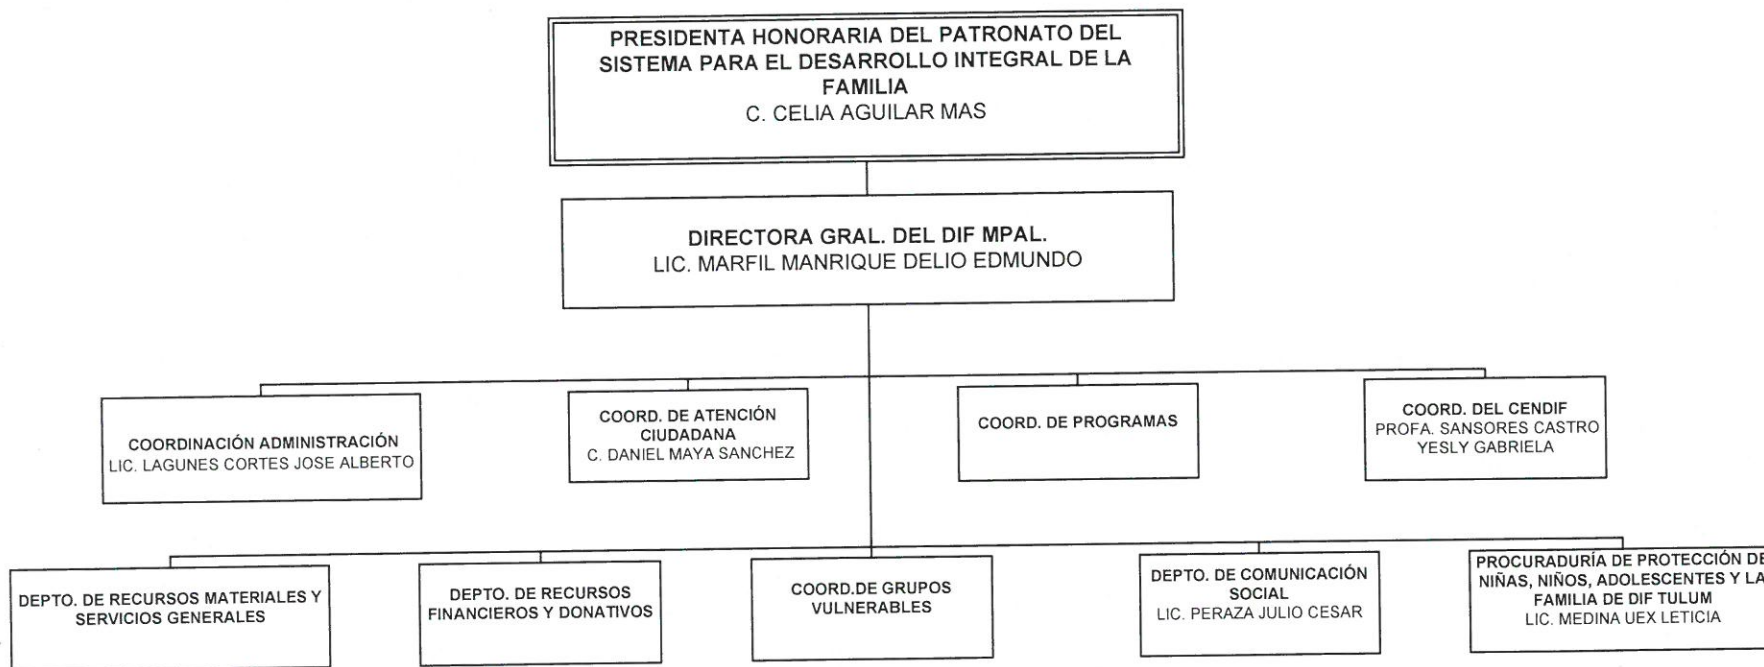 PRESIDENTA HONORARIA DEL PATRONATO DEL
SISTEMA PARA EL DESARROLLO INTEGRAL DE LA
FAMILIA
C. CELIA AGUILAR MAS
DIRECTORA GRAL. DEL DIF MPAL.
LIC. MARFIL MANRIQUE DELIO EDMUNDO
COORDINACIÓN ADMINISTRACIÓN
LIC. LAGUNES CORTES JOSE ALBERTO
COORD. DE ATENCIÓN
CIUDADANA
C. DANIEL MAYA SANCHEZ
COORD. DE PROGRAMAS
COORD. DEL CENDIF
PROFA. SANSORES CASTRO
YESLY GABRIELA
DEPTO. DE RECURSOS MATERIALES Y
SERVICIOS GENERALES
DEPTO. DE RECURSOS
FINANCIEROS Y DONATIVOS
COORD.DE GRUPOS
VULNERABLES
DEPTO. DE COMUNICACIÓN
SOCIAL
LIC. PERAZA JULIO CESAR
PROCURADURÍA DE PROTECCIÓN DE
NIÑAS, NIÑOS, ADOLESCENTES Y LA
FAMILIA DE DIF TULUM
LIC. MEDINA UEX LETICIA